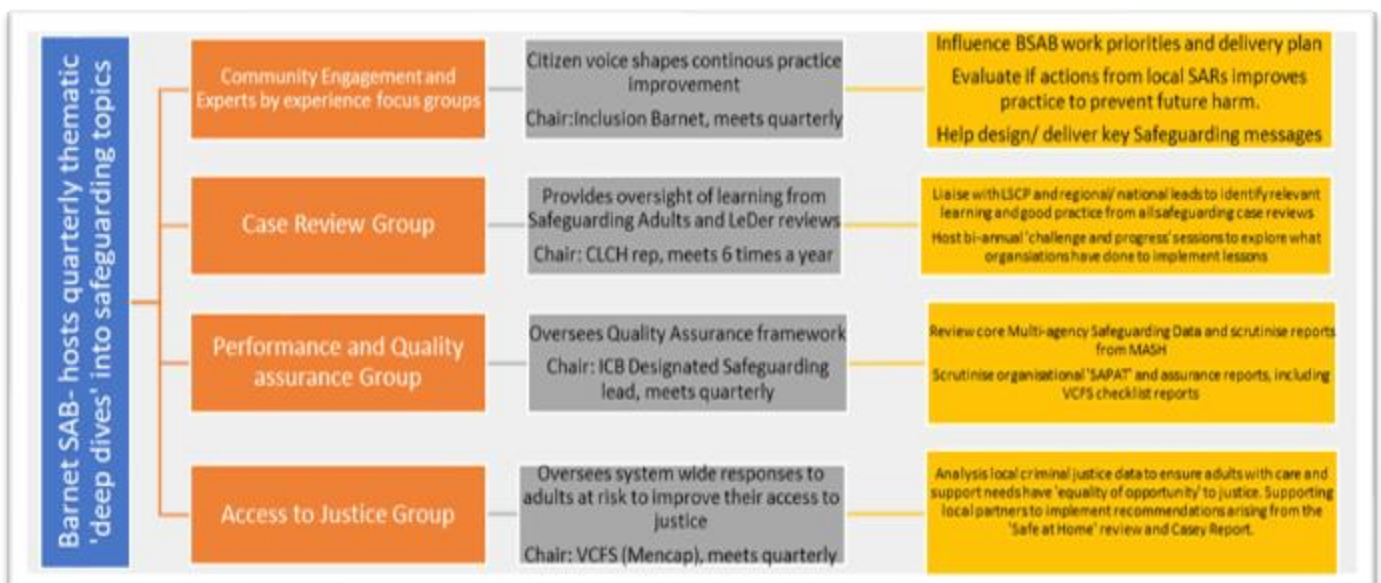 Barnet SAB- hosts quarterly thematic
'deep dives' into safeguarding topics
Community Engagement and
Experts by experience focus groups
Citizen voice shapes continous practice
improvement
Chair:Inclusion Barnet, meets quarterly
Influence BSAB work priorities and delivery plan
Evaluate if actions from local SARs improves
practice to prevent future harm.
Help design/ deliver key Safeguarding messages
Case Review Group
Provides oversight of learning from
Safeguarding Adults and LeDer reviews
Chair: CLCH rep, meets 6 times a year
Liaise with LSCP and regional/ national leads to identify relevant
learning and good practice from all safeguarding case reviews
Host bi-annual 'challenge and progress' sessions to explore what
organsiations have done to implement lessons
Performance and Quality
assurance Group
Oversees Quality Assurance framework
Chair: ICB Designated Safeguarding
lead, meets quarterly
Review core Multi-agency Safeguarding Data and scrutinise reports
from MASH
Scrutinise organisational 'SAPAT' and assurance reports, including
VCFS checklist reports
Access to Justice Group
Oversees system wide responses to
adults at risk to improve their access to
justice
Chair: VCFS (Mencap), meets quarterly
Analysis local criminal justice data to ensure adults with care and
support needs have 'equality of opportunity' to justice. Supporting
local partners to implement recommendations arising from the
'Safe at Home' review and Casey Report.